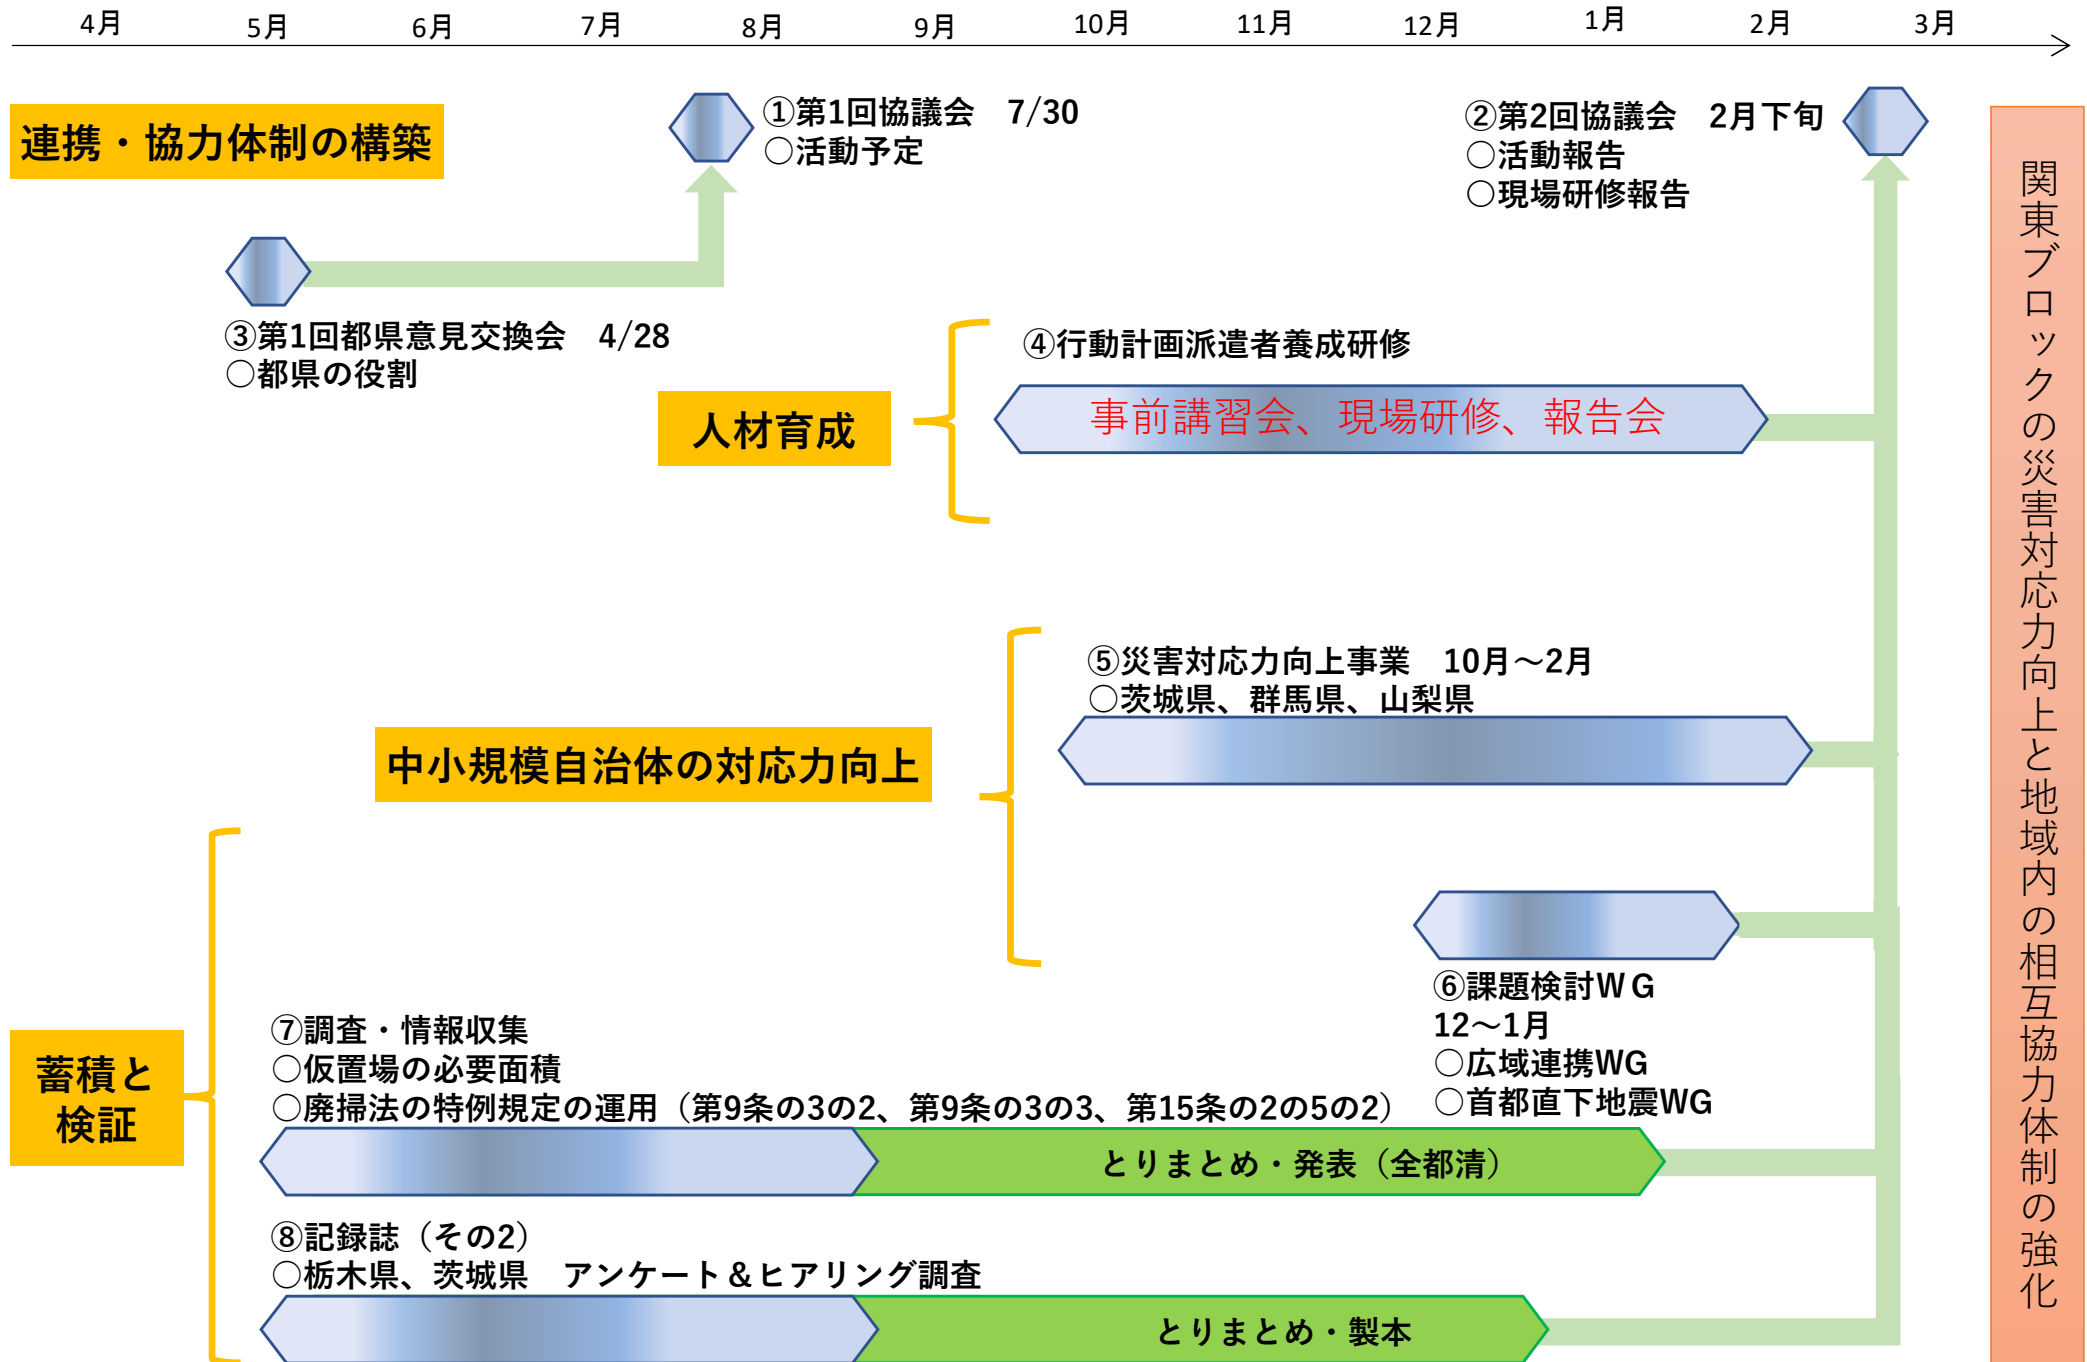 4月 5月 6月 7月 8月 9月 10月 11月 12月 1月 2月 3月
連携・協力体制の構築
①第1回協議会　7/30
○活動予定
②第2回協議会　2月下旬
○活動報告
○現場研修報告
③第1回都県意見交換会　4/28
○都県の役割
人材育成
④行動計画派遣者養成研修
事前講習会、現場研修、報告会
中小規模自治体の対応力向上
⑤災害対応力向上事業　10月～2月
○茨城県、群馬県、山梨県
⑥課題検討ＷＧ
12～1月
○広域連携WG
○首都直下地震WG
蓄積と
検証
⑦調査・情報収集
○仮置場の必要面積
○廃掃法の特例規定の運用（第9条の3の2、第9条の3の3、第15条の2の5の2）
とりまとめ・発表（全都清）
⑧記録誌（その2）
○栃木県、茨城県　アンケート＆ヒアリング調査
とりまとめ・製本
関東ブロックの災害対応力向上と地域内の相互協力体制の強化